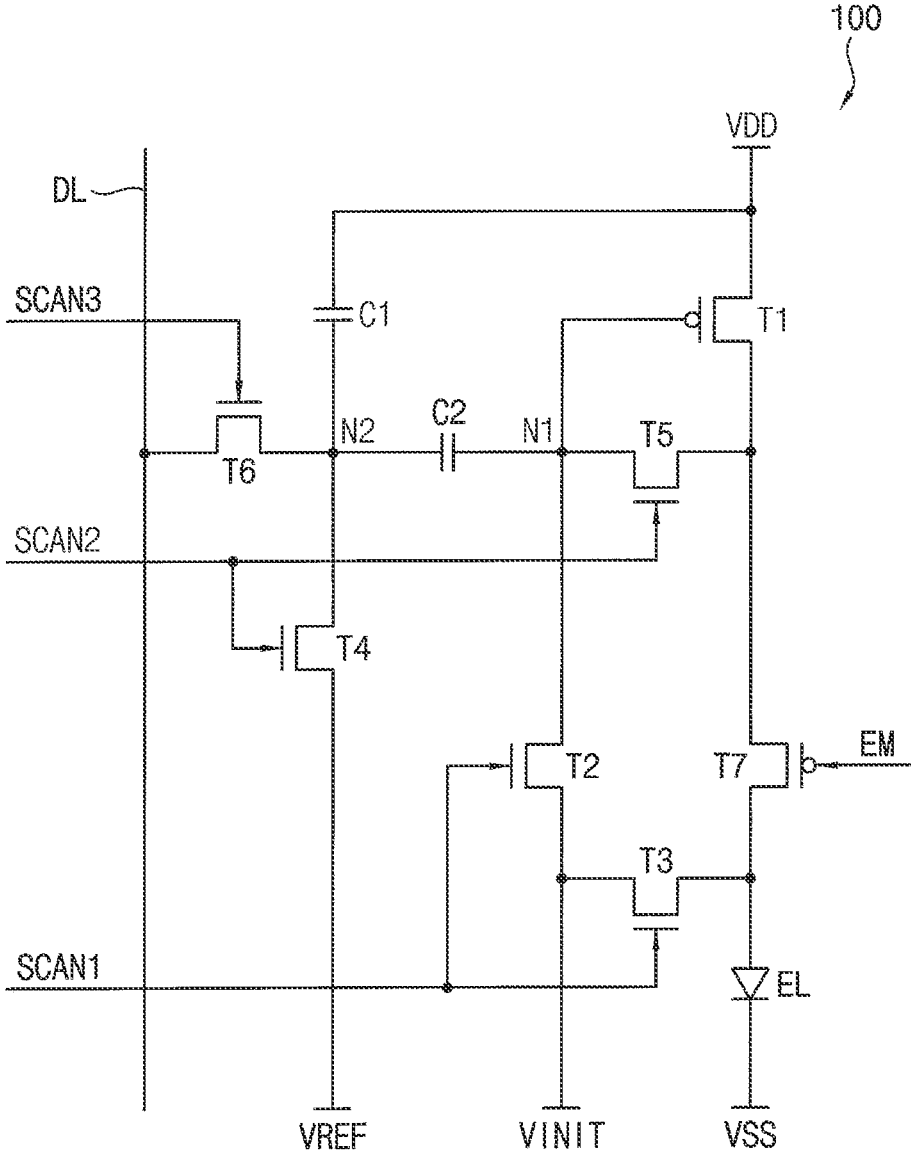 100
VDD
DL
SCAN3
C1
T1
C2
N2
N1
T5
T6
SCAN2
T4
EM
T2
T7
T3
SCAN1
EL
VREF
VINIT
VSS